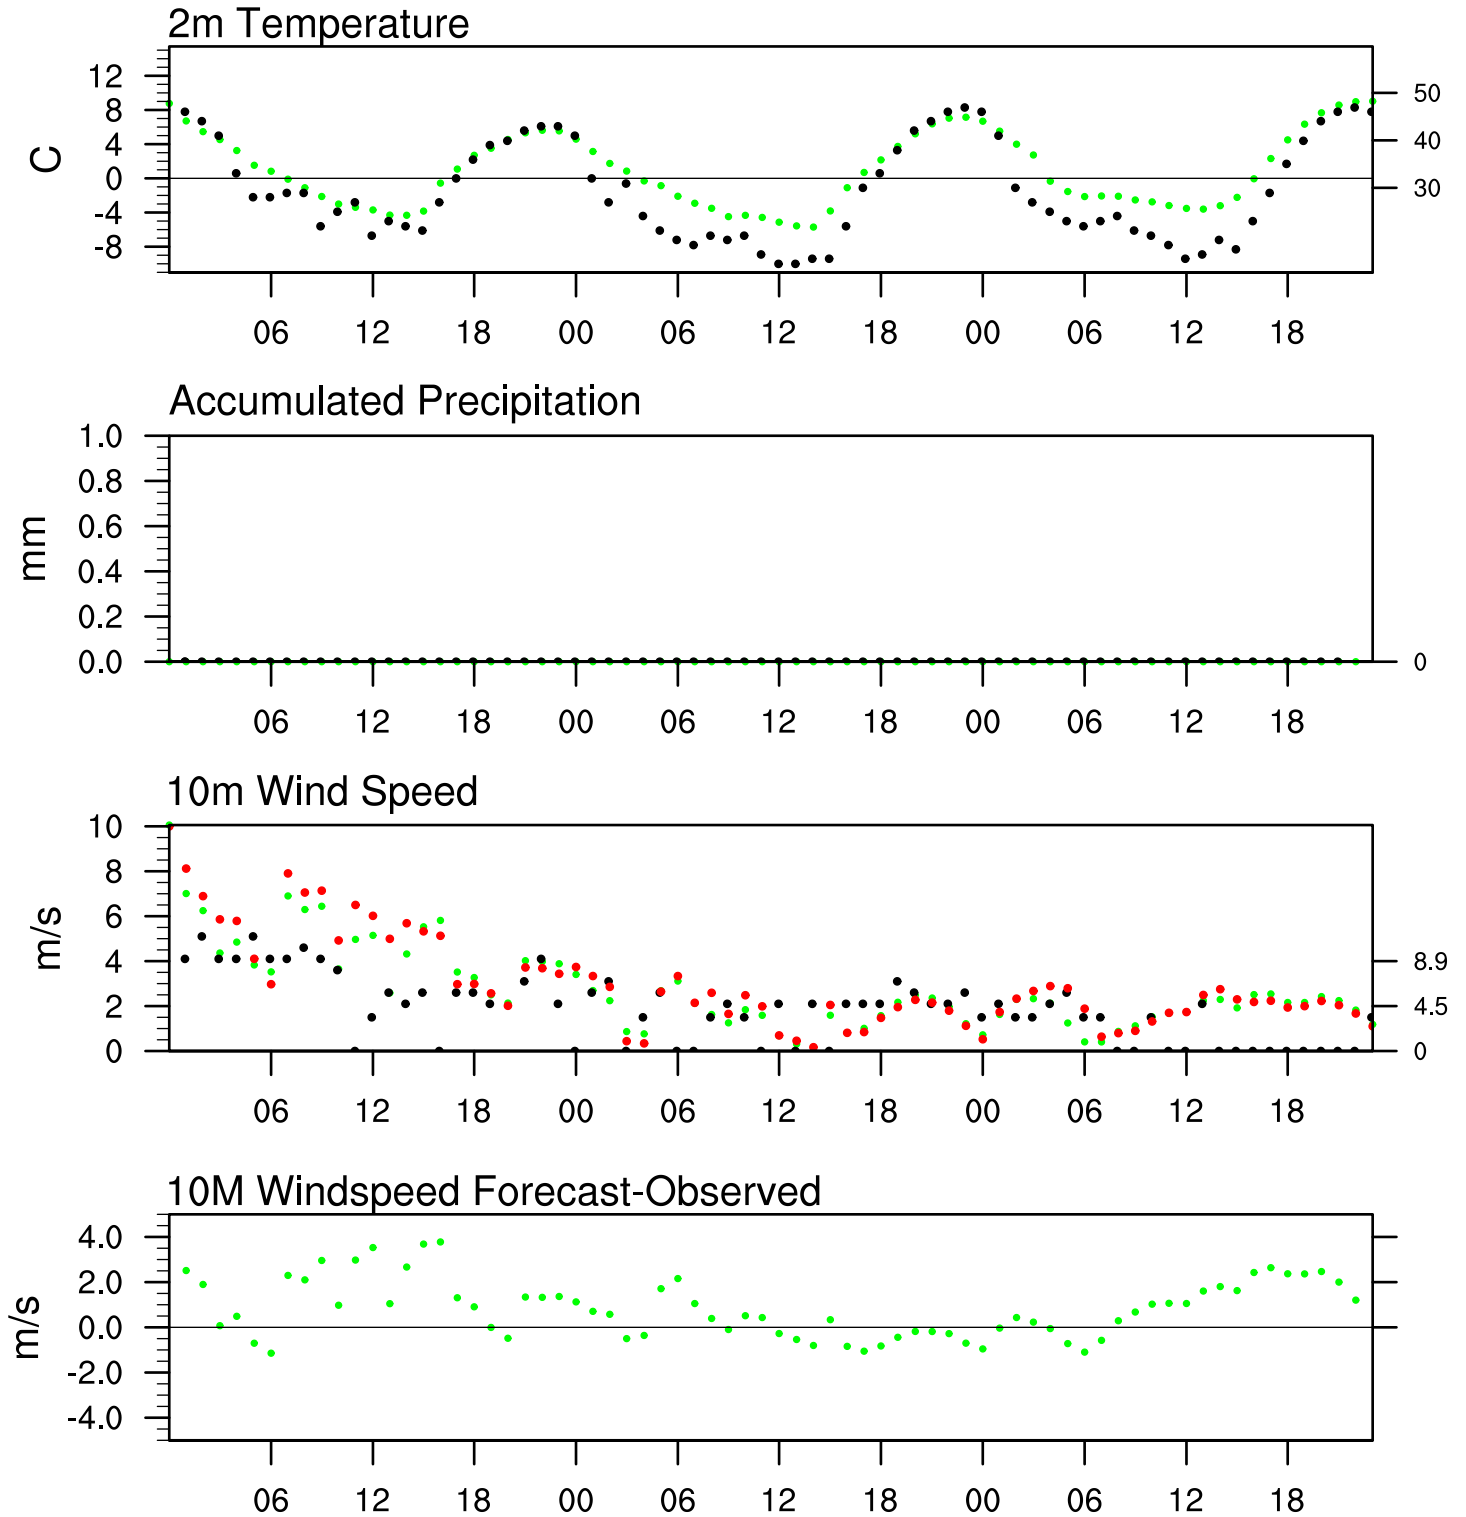 2m Temperature
12
8
4
0
-4
-8
C
50
40
30
06 12 18 00 06 12 18 00 06 12 18
Accumulated Precipitation
1.0
0.8
0.6
0.4
0.2
0.0
mm
0
06 12 18 00 06 12 18 00 06 12 18
10m Wind Speed
10
8
6
4
2
0
m/s
8.9
4.5
0
06 12 18 00 06 12 18 00 06 12 18
10M Windspeed Forecast-Observed
4.0
2.0
0.0
-2.0
-4.0
m/s
06 12 18 00 06 12 18 00 06 12 18